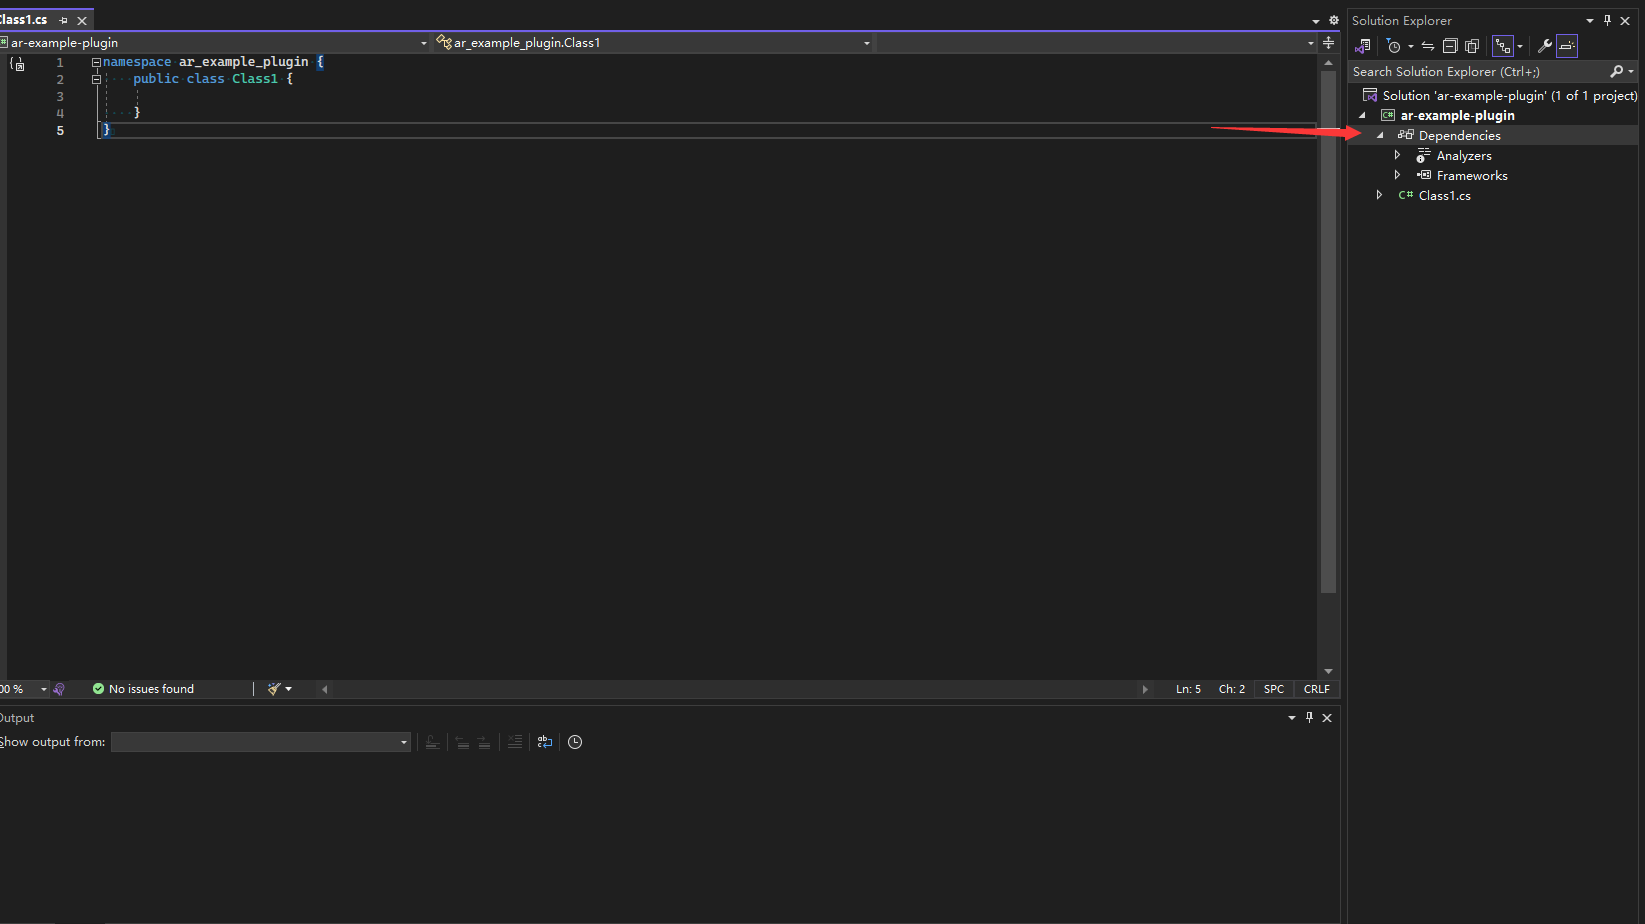 Class1.cs
ar-example-plugin
ar_example_plugin.Class1
1 namespace ar_example_plugin {
2 public class Class1 {
3
4 }
5 }
00 %
No issues found
Ln: 5 Ch: 2 SPC CRLF
Output
Show output from:
Solution Explorer
Search Solution Explorer (Ctrl+;)
Solution 'ar-example-plugin' (1 of 1 project)
C# ar-example-plugin
Dependencies
Analyzers
Frameworks
C# Class1.cs